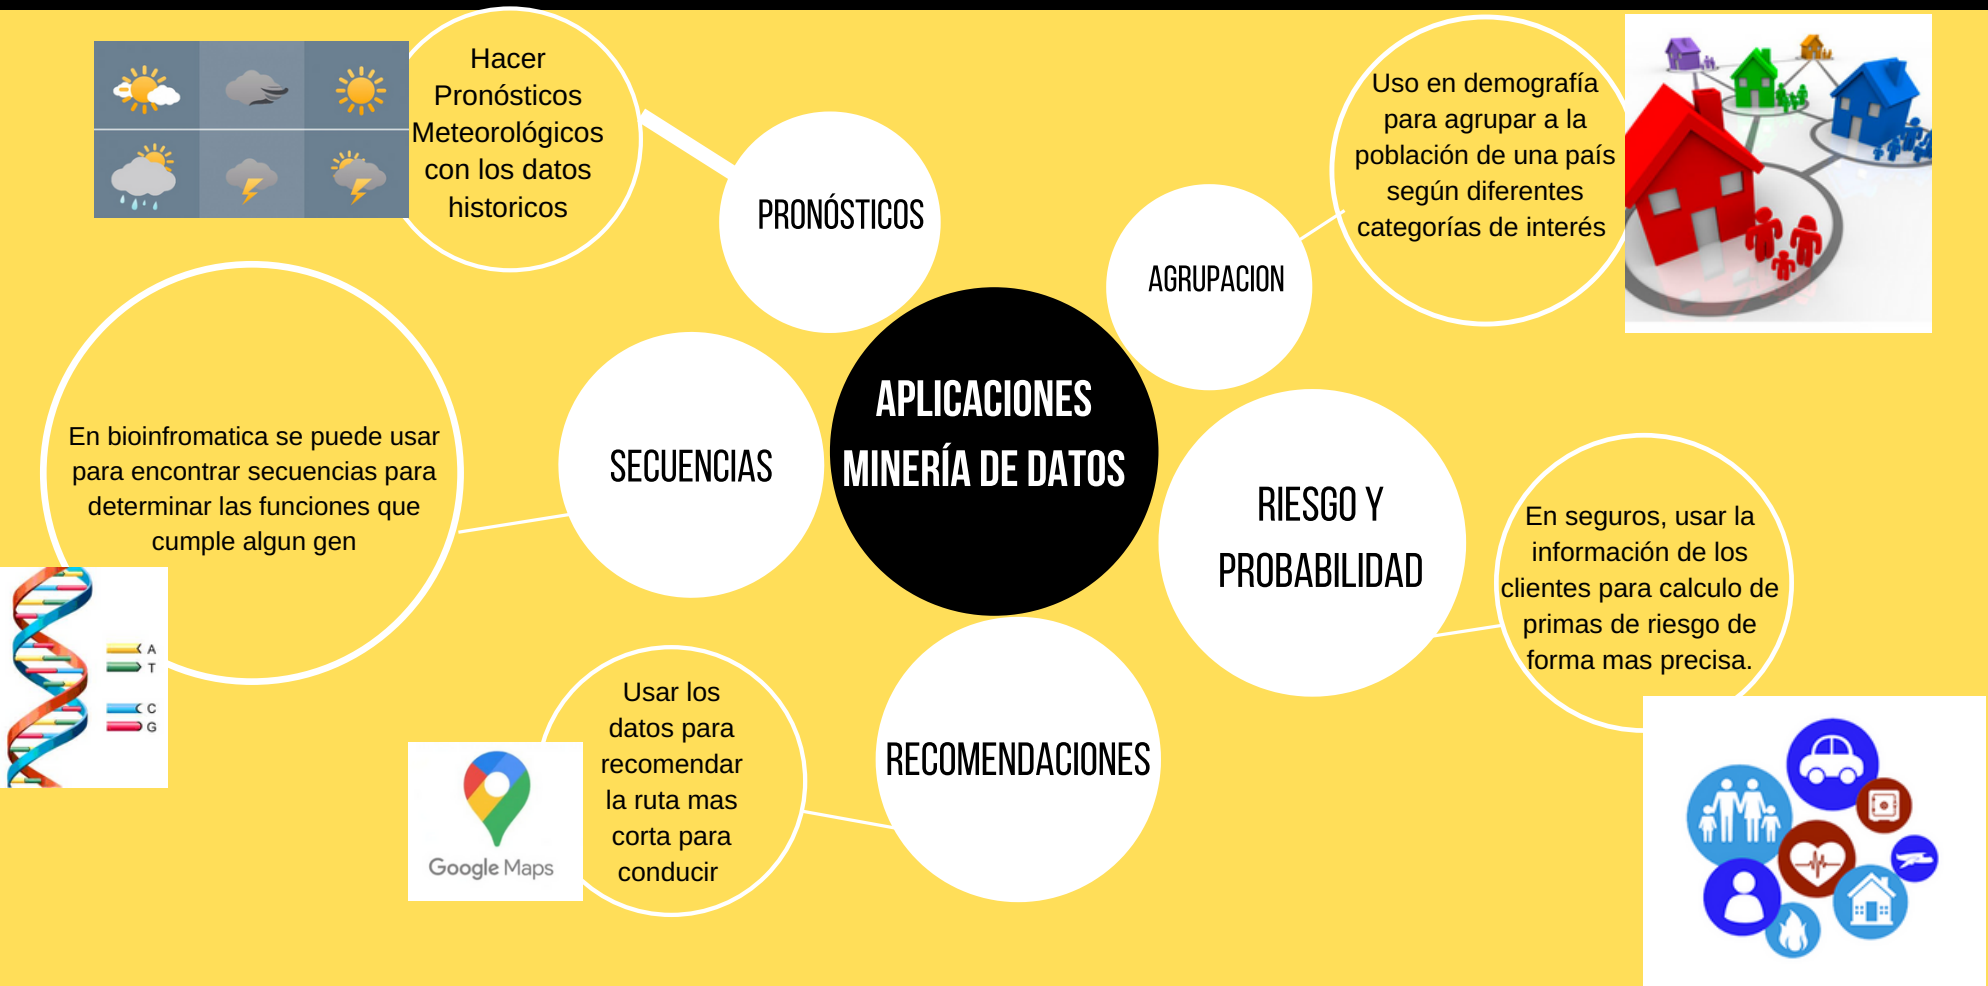 Hacer
Pronósticos
Meteorológicos
con los datos
historicos
PRONÓSTICOS
Uso en demografía
para agrupar a la
población de una país
según diferentes
categorías de interés
AGRUPACION
APLICACIONES
MINERÍA DE DATOS
En bioinfromatica se puede usar
para encontrar secuencias para
determinar las funciones que
cumple algun gen
A
T
C
G
SECUENCIAS
RIESGO Y
PROBABILIDAD
En seguros, usar la
información de los
clientes para calculo de
primas de riesgo de
forma mas precisa.
Usar los
datos para
recomendar
la ruta mas
corta para
conducir
Google Maps
RECOMENDACIONES